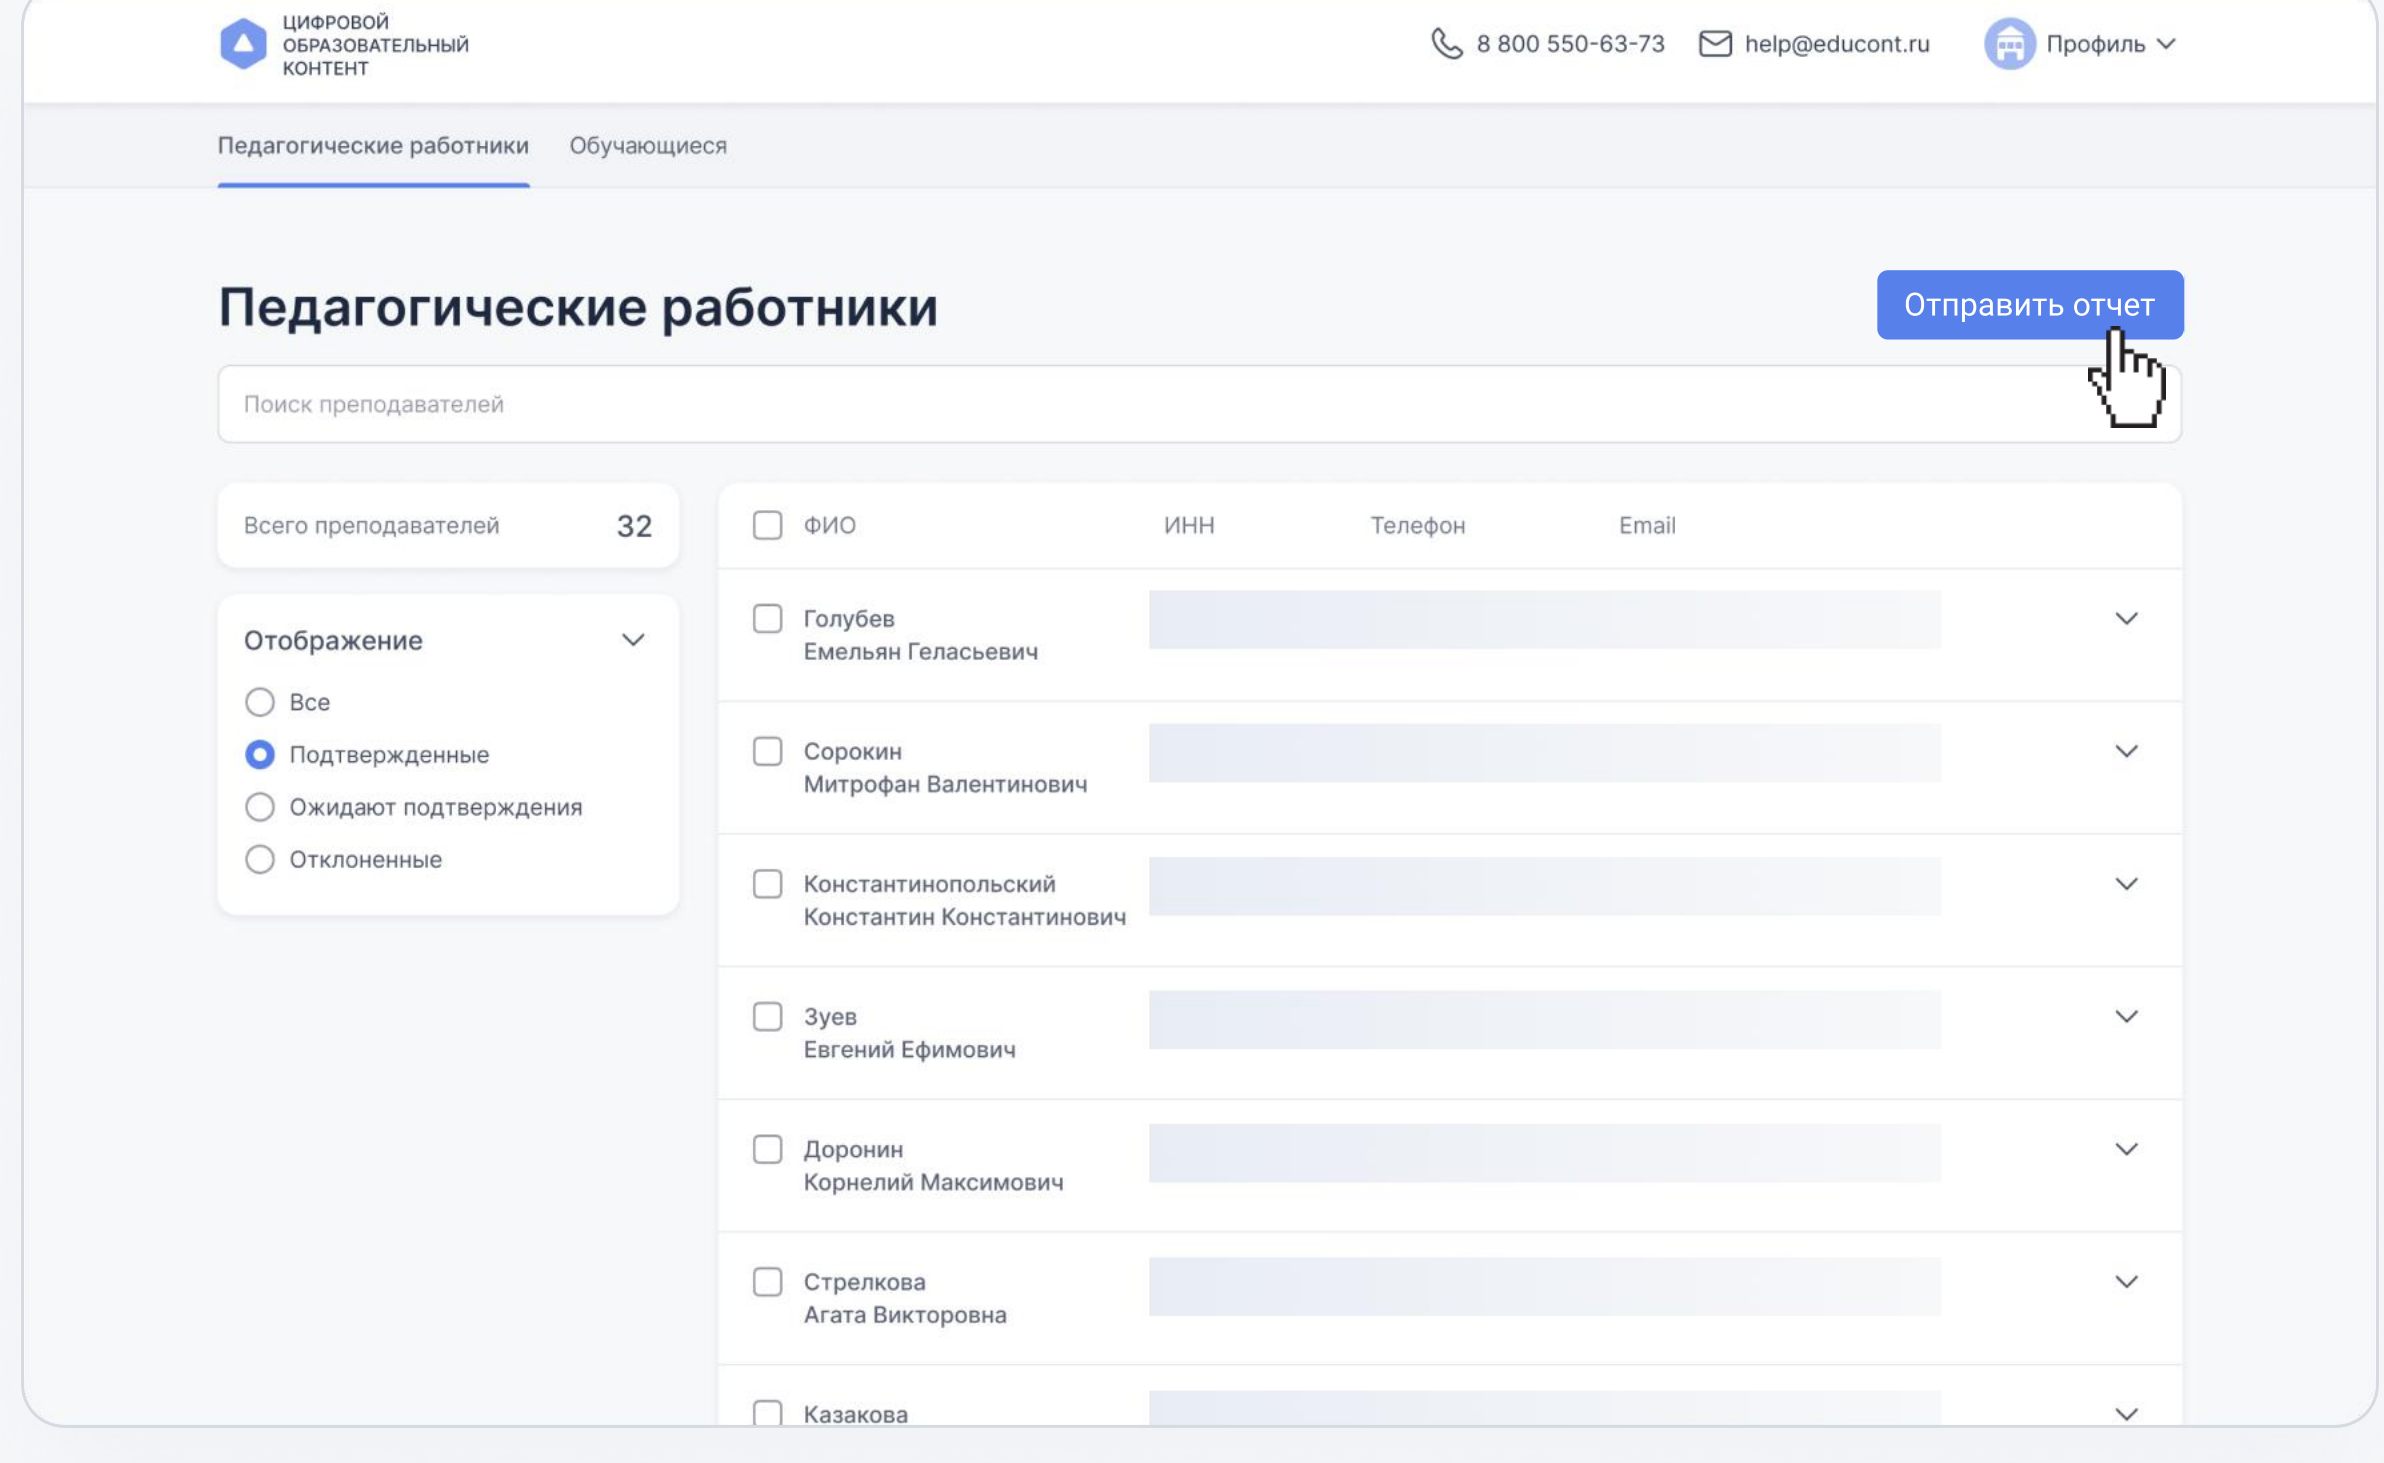 ЦИФРОВОЙ
ОБРАЗОВАТЕЛЬНЫЙ
КОНТЕНТ
8 800 550-63-73
help@educont.ru
Профиль
Педагогические работники
Обучающиеся
Педагогические работники
Отправить отчет
Поиск преподавателей
Всего преподавателей 32
Отображение
Все
Подтвержденные
Ожидают подтверждения
Отклоненные
ФИО ИНН Телефон Email
Голубев
Емельян Геласьевич
Сорокин
Митрофан Валентинович
Константинопольский
Константин Константинович
Зуев
Евгений Ефимович
Доронин
Корнелий Максимович
Стрелкова
Агата Викторовна
Казакова